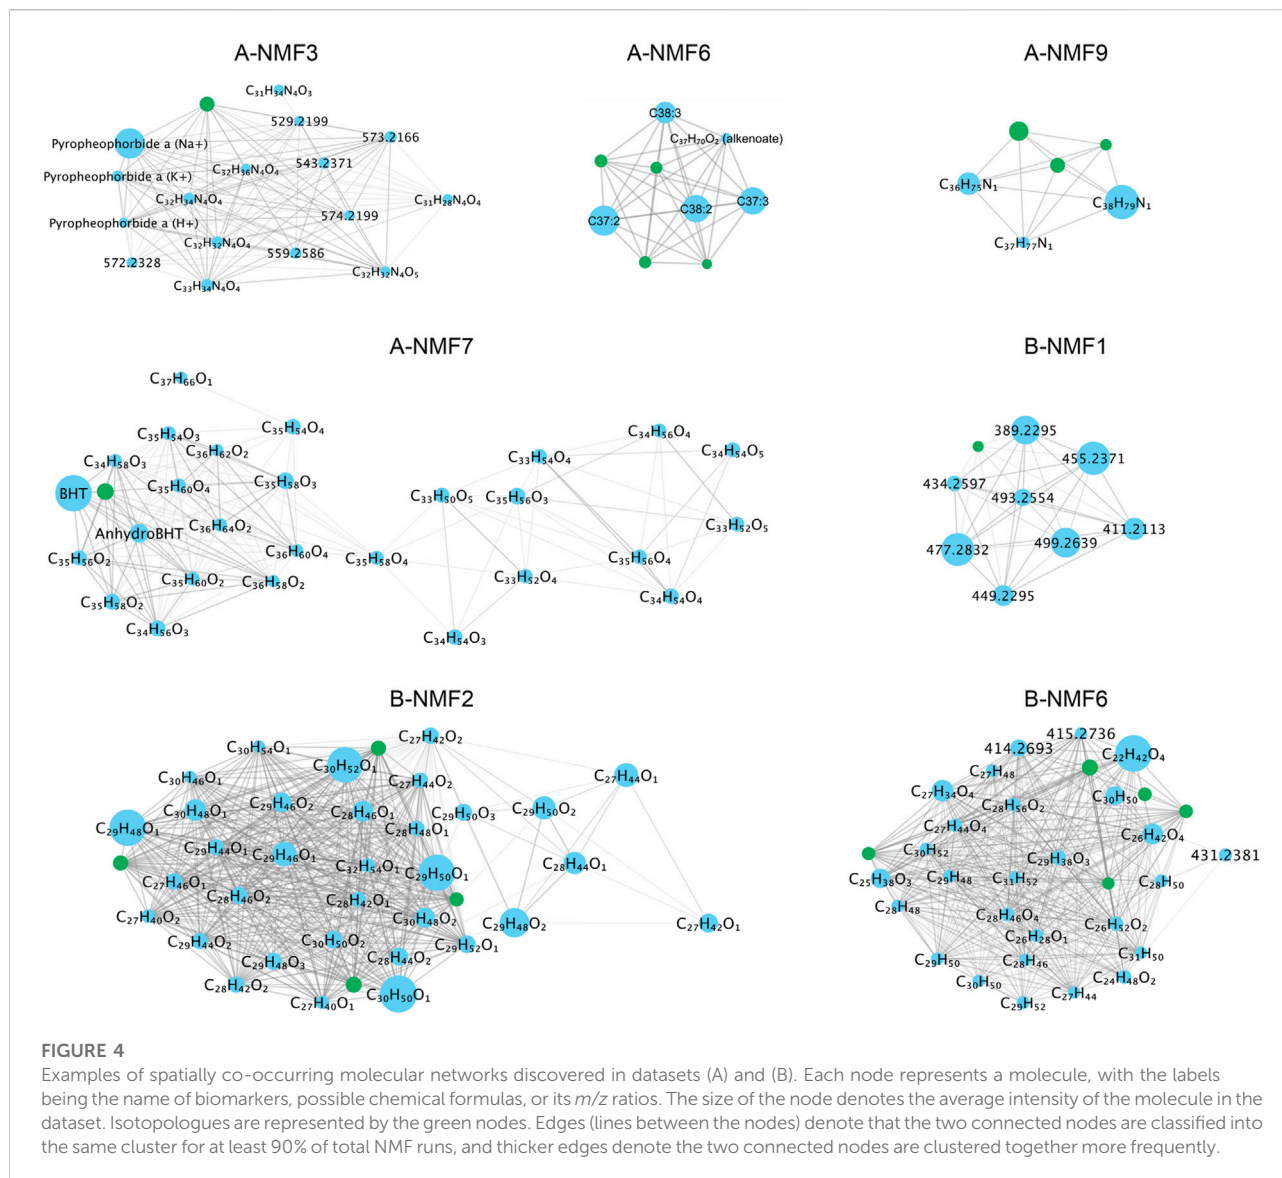 A-NMF3
A-NMF6
A-NMF9
C₃₁H₃₄N₄O₃
529.2199
573.2166
Pyropheophorbide a (Na+)
543.2371
C₃₂H₃₆N₄O₄
Pyropheophorbide a (K+)
C₃₂H₃₄N₄O₄
C₃₁H₂₈N₄O₄
574.2199
Pyropheophorbide a (H+)
C₃₂H₃₂N₄O₄
559.2586
572.2328
C₃₂H₃₂N₄O₅
C₃₃H₃₄N₄O₄
C38:3
C₃₇H₇₀O₂ (alkenoate)
C37:3
C38:2
C37:2
C₃₆H₇₅N₁
C₃₈H₇₉N₁
C₃₇H₇₇N₁
A-NMF7
B-NMF1
C₃₇H₆₆O₁
C₃₅H₅₄O₃
C₃₅H₅₄O₄
C₃₆H₆₂O₂
C₃₄H₅₈O₃
BHT
C₃₅H₆₀O₄
C₃₅H₅₈O₃
C₃₆H₆₄O₂
AnhydroBHT
C₃₅H₅₆O₂
C₃₆H₆₀O₄
C₃₅H₆₀O₂
C₃₆H₅₈O₂
C₃₅H₅₈O₂
C₃₄H₅₆O₃
C₃₄H₅₆O₄
C₃₄H₅₄O₅
C₃₃H₅₄O₄
C₃₃H₅₀O₅
C₃₅H₅₆O₃
C₃₃H₅₂O₅
C₃₅H₅₈O₄
C₃₅H₅₆O₄
C₃₃H₅₂O₄
C₃₄H₅₄O₄
C₃₄H₅₄O₃
389.2295
455.2371
434.2597
493.2554
411.2113
477.2832
499.2639
449.2295
B-NMF2
B-NMF6
C₃₀H₅₄O₁
C₂₇H₄₂O₂
C₃₀H₅₂O₁
C₃₀H₄₆O₁
C₂₇H₄₄O₂
C₂₇H₄₄O₁
C₂₉H₄₆O₂
C₃₀H₄₈O₁
C₂₈H₄₆O₁
C₂₉H₅₀O₃
C₂₉H₅₀O₂
C₂₉H₄₈O₁
C₂₈H₄₈O₁
C₂₉H₄₄O₁
C₂₉H₄₆O₁
C₃₂H₅₄O₁
C₂₉H₅₀O₁
C₂₈H₄₄O₁
C₂₇H₄₆O₁
C₂₈H₄₆O₂
C₂₈H₄₂O₁
C₂₇H₄₀O₂
C₃₀H₄₈O₂
C₂₉H₄₈O₂
C₂₇H₄₂O₁
C₂₉H₄₄O₂
C₃₀H₅₀O₂
C₂₉H₅₂O₁
C₂₉H₄₈O₃
C₂₈H₄₄O₂
C₂₈H₄₂O₂
C₂₇H₄₀O₁
C₃₀H₅₀O₁
415.2736
414.2693
C₂₂H₄₂O₄
C₂₇H₄₈
C₂₇H₃₄O₄
C₂₈H₅₆O₂
C₃₀H₅₀
C₂₇H₄₄O₄
C₂₆H₄₂O₄
C₃₀H₅₂
C₂₉H₃₈O₃
431.2381
C₂₅H₃₈O₃
C₂₉H₄₈
C₃₁H₅₂
C₂₈H₅₀
C₂₈H₄₈
C₂₈H₄₆O₄
C₂₆H₅₂O₂
C₂₆H₂₈O₁
C₂₉H₅₀
C₂₈H₄₆
C₃₁H₅₀
C₃₀H₅₀
C₂₄H₄₈O₂
C₂₇H₄₄
C₂₉H₅₂
FIGURE 4
Examples of spatially co-occurring molecular networks discovered in datasets (A) and (B). Each node represents a molecule, with the labels
being the name of biomarkers, possible chemical formulas, or its m/z ratios. The size of the node denotes the average intensity of the molecule in the
dataset. Isotopologues are represented by the green nodes. Edges (lines between the nodes) denote that the two connected nodes are classified into
the same cluster for at least 90% of total NMF runs, and thicker edges denote the two connected nodes are clustered together more frequently.